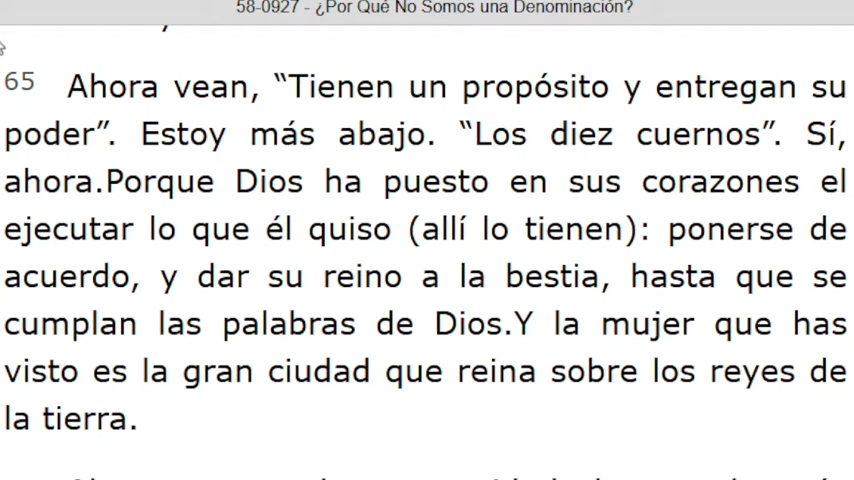 58-0927 - ¿Por Qué No Somos una Denominación?
65 Ahora vean, “Tienen un propósito y entregan su
poder”. Estoy más abajo. “Los diez cuernos”. Sí,
ahora.Porque Dios ha puesto en sus corazones el
ejecutar lo que él quiso (allí lo tienen): ponerse de
acuerdo, y dar su reino a la bestia, hasta que se
cumplan las palabras de Dios.Y la mujer que has
visto es la gran ciudad que reina sobre los reyes de
la tierra.